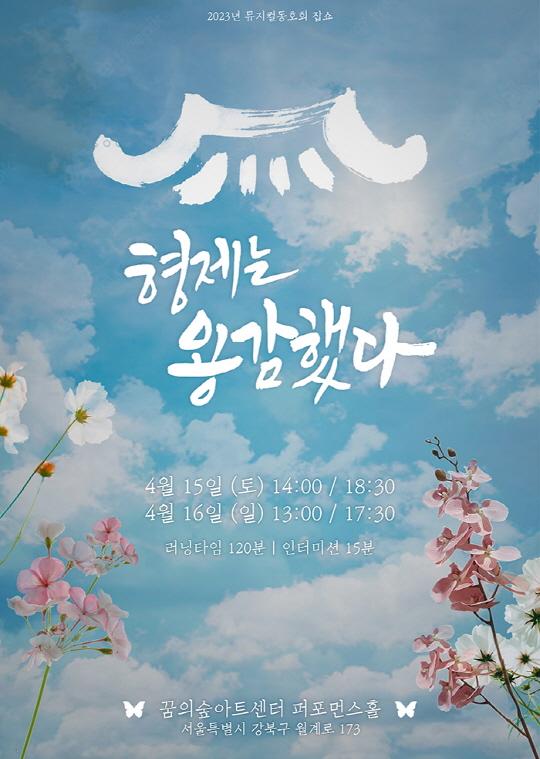 2023년 뮤지컬동호회 잡쇼
형제는
용감했다
4월 15일 (토) 14:00 / 18:30
4월 16일 (일) 13:00 / 17:30
러닝타임 120분 | 인터미션 15분
꿈의숲아트센터 퍼포먼스홀
서울특별시 강북구 월계로 173